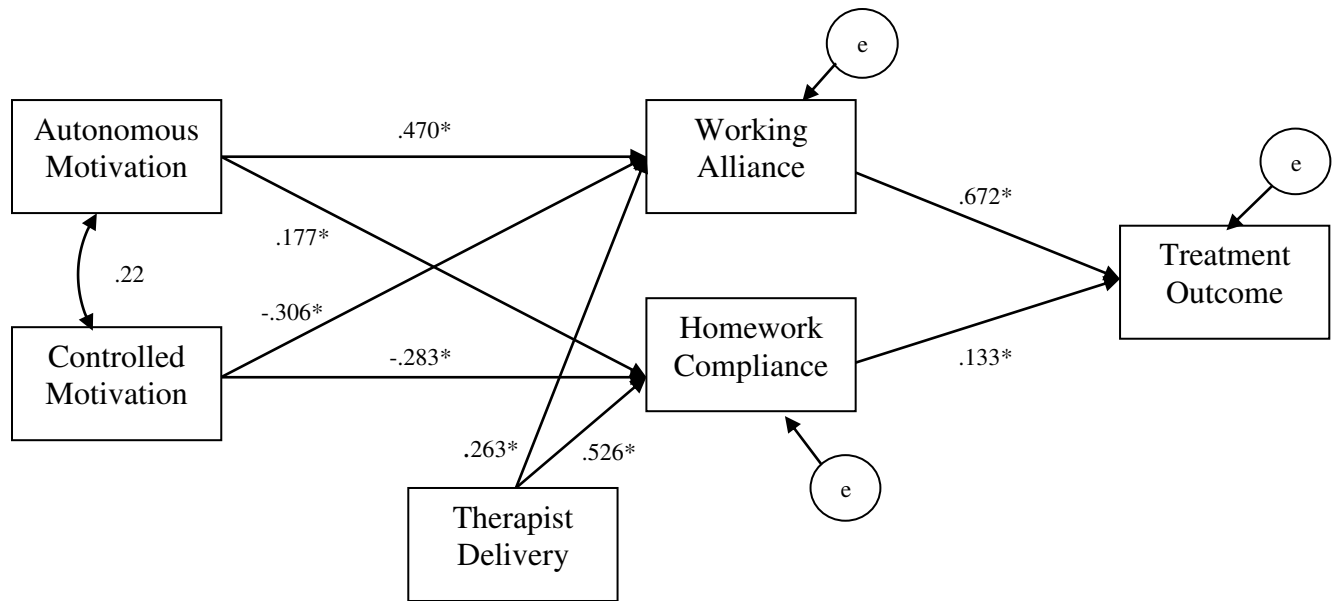 e
Autonomous
Motivation
.470*
Working
Alliance
e
.672*
.177*
.22
Treatment
Outcome
-.306*
Homework
Compliance
Controlled
Motivation
-.283*
.133*
.263*
.526*
e
Therapist
Delivery